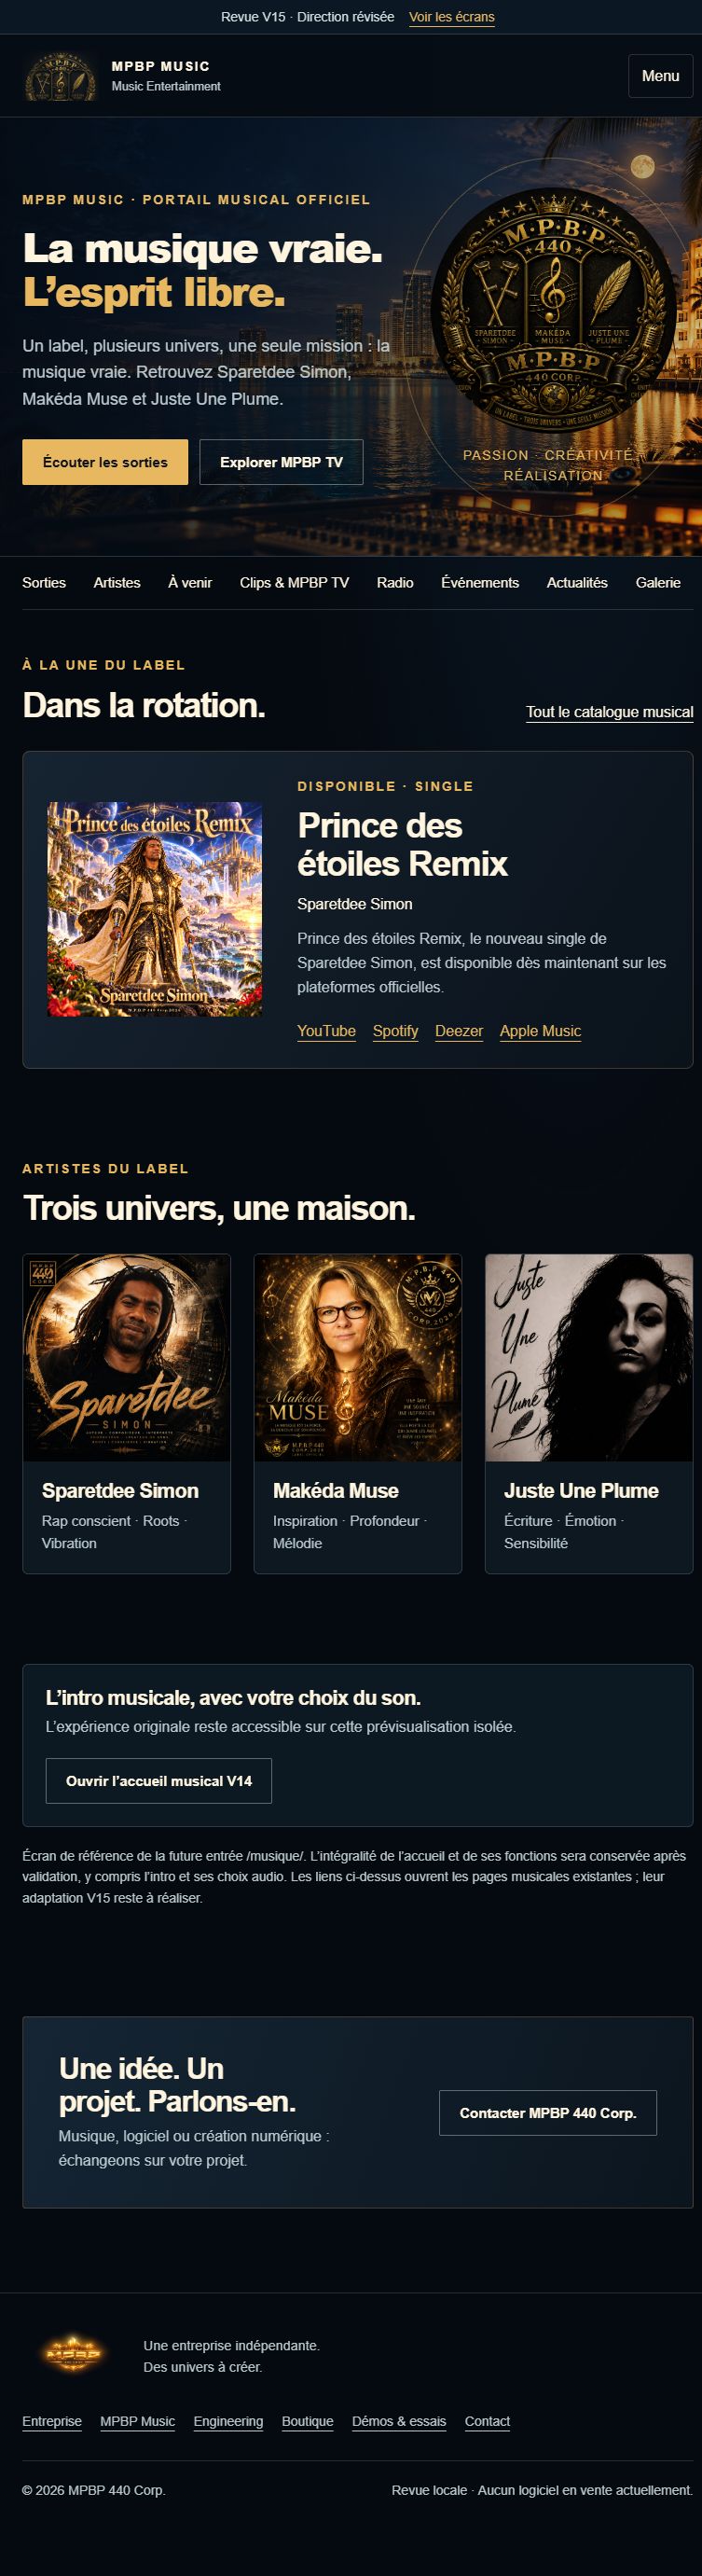 Revue V15 · Direction révisée Voir les écrans
MPBP MUSIC
Music Entertainment
Menu
MPBP MUSIC · PORTAIL MUSICAL OFFICIEL
La musique vraie.
L’esprit libre.
Un label, plusieurs univers, une seule mission : la
musique vraie. Retrouvez Sparetdee Simon,
Makéda Muse et Juste Une Plume.
Écouter les sorties
Explorer MPBP TV
M·P·B·P
440
SPARETDEE
- SIMON -
MAKÉDA
· MUSE ·
JUSTE UNE
- PLUME -
M·P·B·P
440 CORP.
UN LABEL · TROIS UNIVERS · UNE SEULE MISSION
PASSION · CRÉATIVITÉ ·
RÉALISATION
Sorties Artistes À venir Clips & MPBP TV Radio Événements Actualités Galerie
À LA UNE DU LABEL
Dans la rotation.
Tout le catalogue musical
Prince des étoiles Remix
Sparetdee Simon
DISPONIBLE · SINGLE
Prince des
étoiles Remix
Sparetdee Simon
Prince des étoiles Remix, le nouveau single de
Sparetdee Simon, est disponible dès maintenant sur les
plateformes officielles.
YouTube Spotify Deezer Apple Music
ARTISTES DU LABEL
Trois univers, une maison.
440
Sparetdee
SIMON
M.P.B.P 440
CORP.2026
Makéda
MUSE
Juste
Une
Plume
Sparetdee Simon
Rap conscient · Roots ·
Vibration
Makéda Muse
Inspiration · Profondeur ·
Mélodie
Juste Une Plume
Écriture · Émotion ·
Sensibilité
L’intro musicale, avec votre choix du son.
L’expérience originale reste accessible sur cette prévisualisation isolée.
Ouvrir l’accueil musical V14
Écran de référence de la future entrée /musique/. L’intégralité de l’accueil et de ses fonctions sera conservée après
validation, y compris l’intro et ses choix audio. Les liens ci-dessus ouvrent les pages musicales existantes ; leur
adaptation V15 reste à réaliser.
Une idée. Un
projet. Parlons-en.
Musique, logiciel ou création numérique :
échangeons sur votre projet.
Contacter MPBP 440 Corp.
MPBP
Une entreprise indépendante.
Des univers à créer.
Entreprise MPBP Music Engineering Boutique Démos & essais Contact
© 2026 MPBP 440 Corp.
Revue locale · Aucun logiciel en vente actuellement.